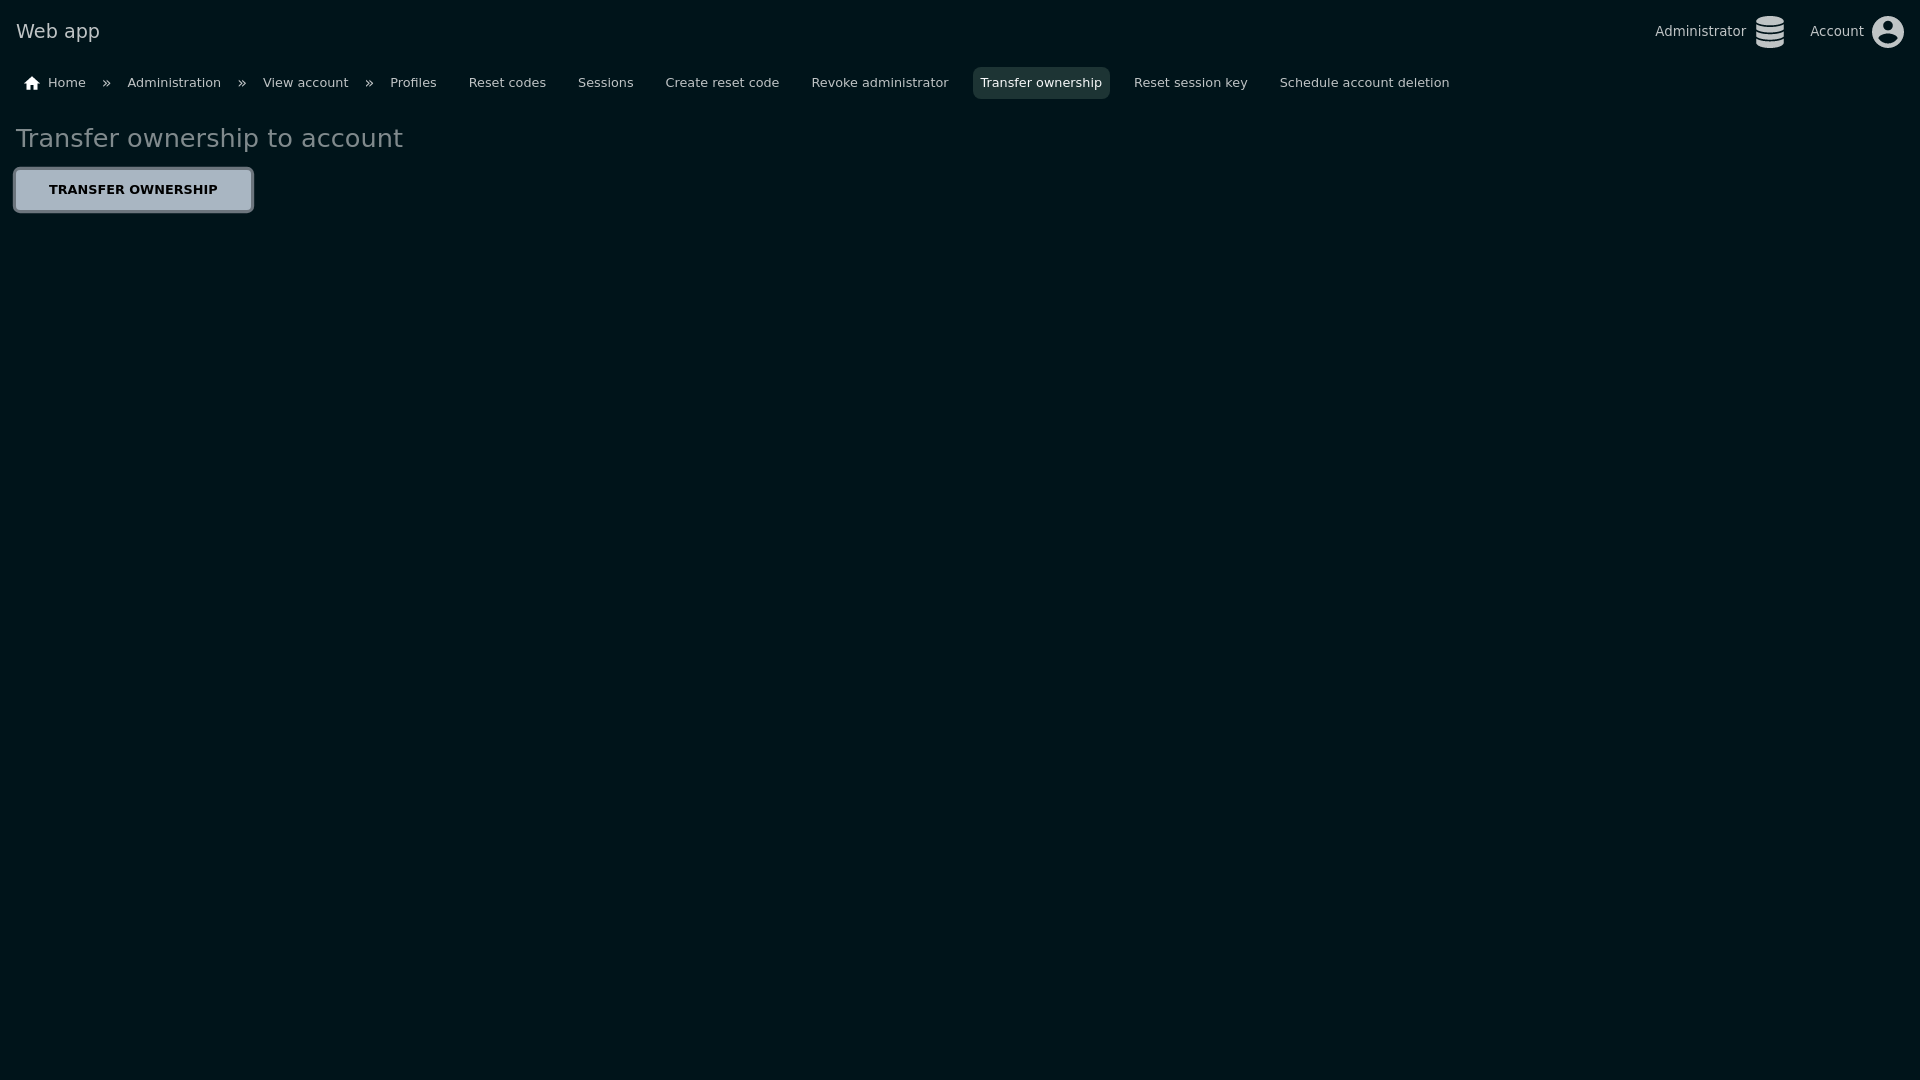 Web app
Administrator
Account
Home » Administration » View account » Profiles Reset codes Sessions Create reset code Revoke administrator Transfer ownership Reset session key Schedule account deletion
Transfer ownership to account
TRANSFER OWNERSHIP